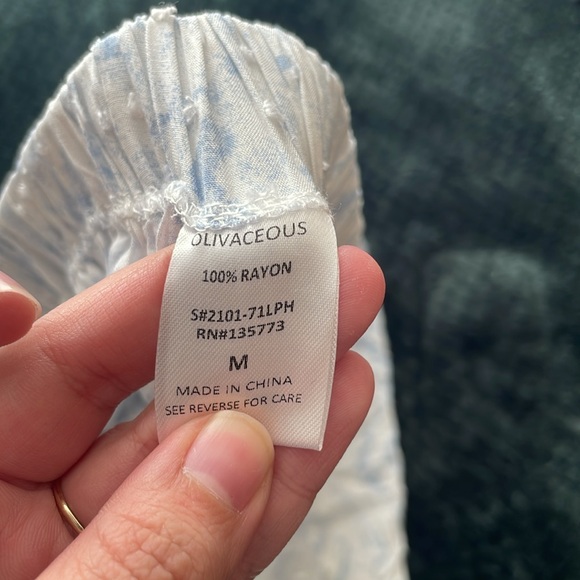 OLIVACEOUS
100% RAYON
S#2101-71LPH
RN#135773
M
MADE IN CHINA
SEE REVERSE FOR CARE